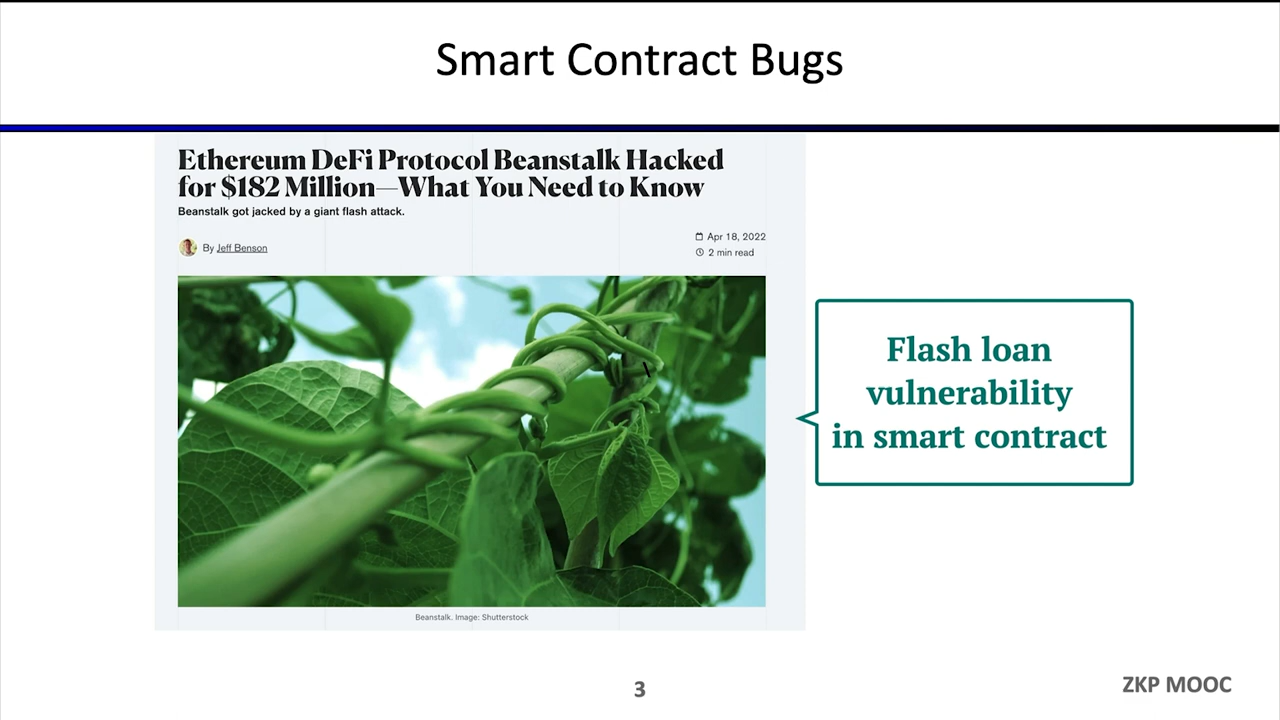 Smart Contract Bugs
Ethereum DeFi Protocol Beanstalk Hacked
for $182 Million—What You Need to Know
Beanstalk got jacked by a giant flash attack.
By Jeff Benson
Apr 18, 2022
2 min read
Flash loan
vulnerability
in smart contract
Beanstalk. Image: Shutterstock
3
ZKP MOOC